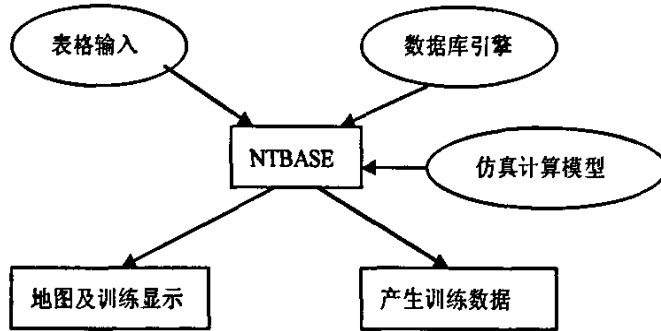 表格输入
数据库引擎
NTBASE
仿真计算模型
地图及训练显示
产生训练数据